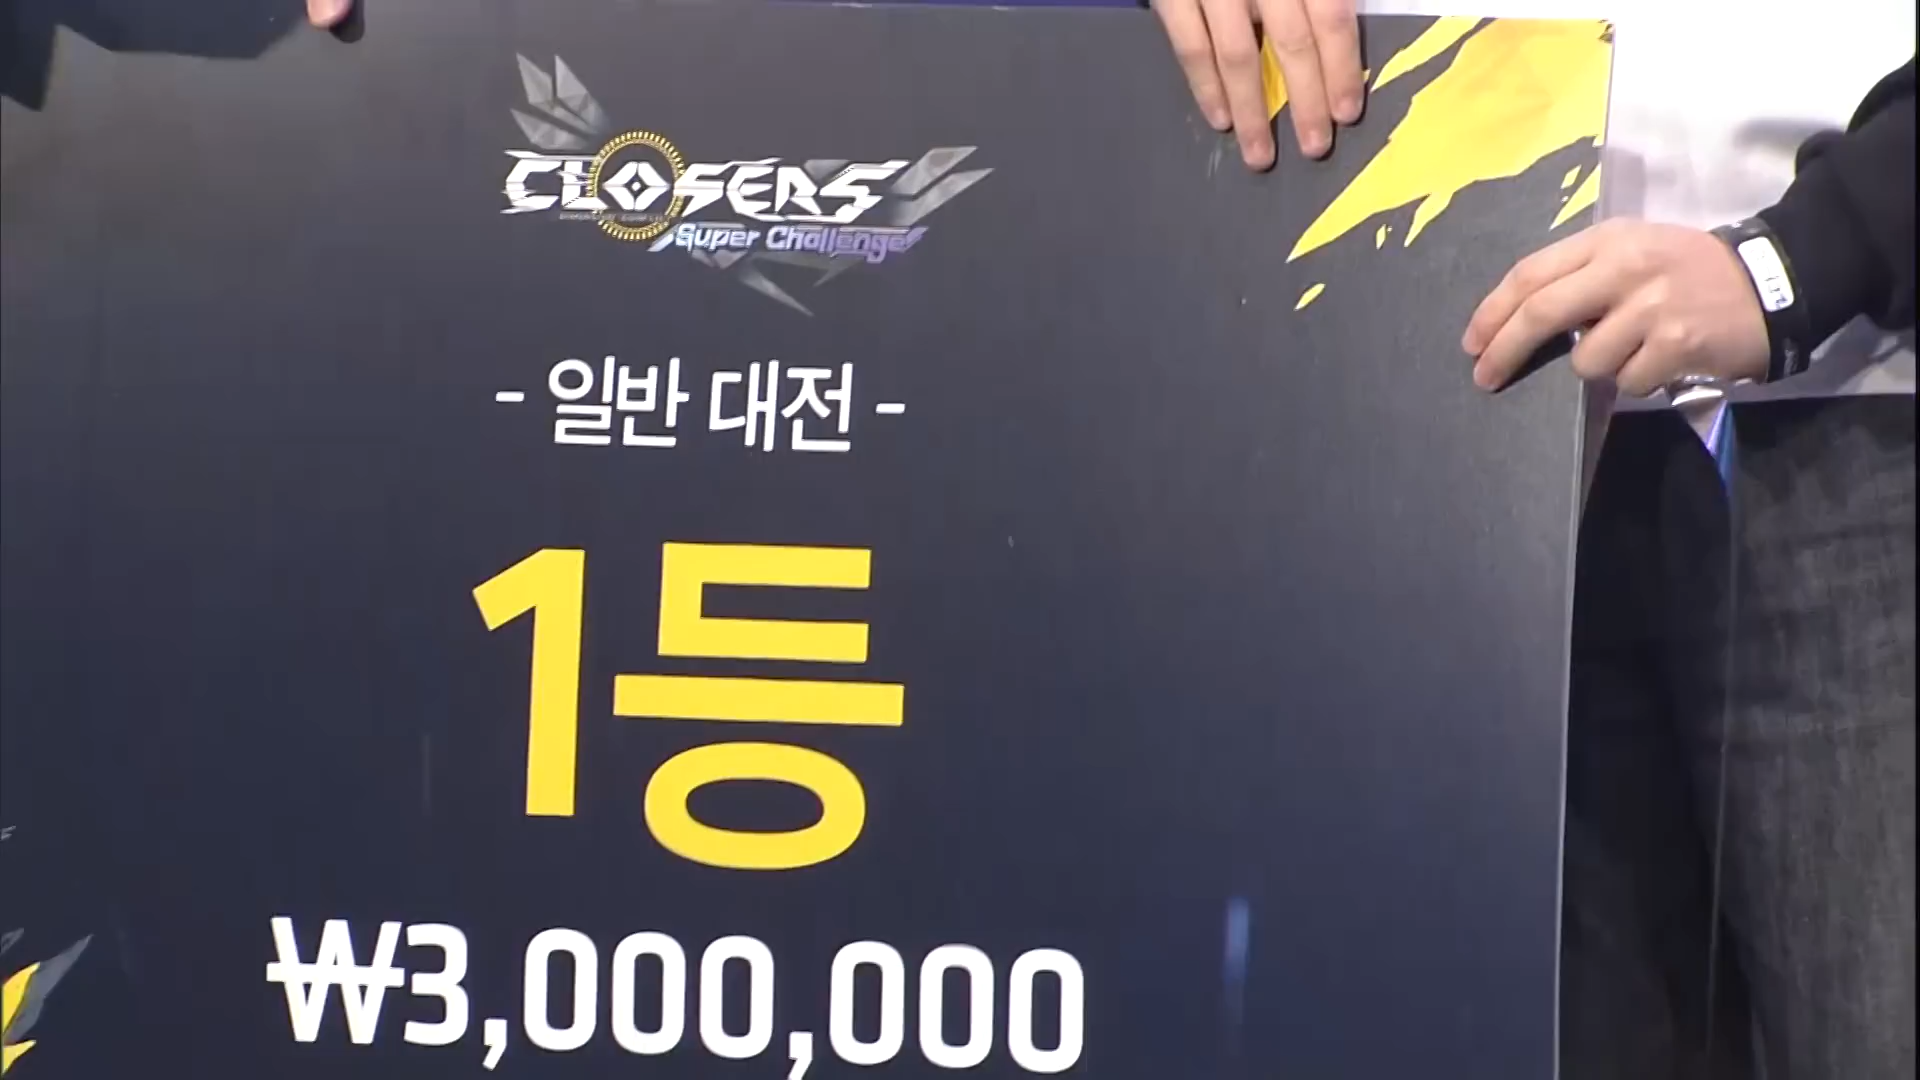 CLOSERS
Super Challenge
- 일반 대전 -
1등
₩3,000,000